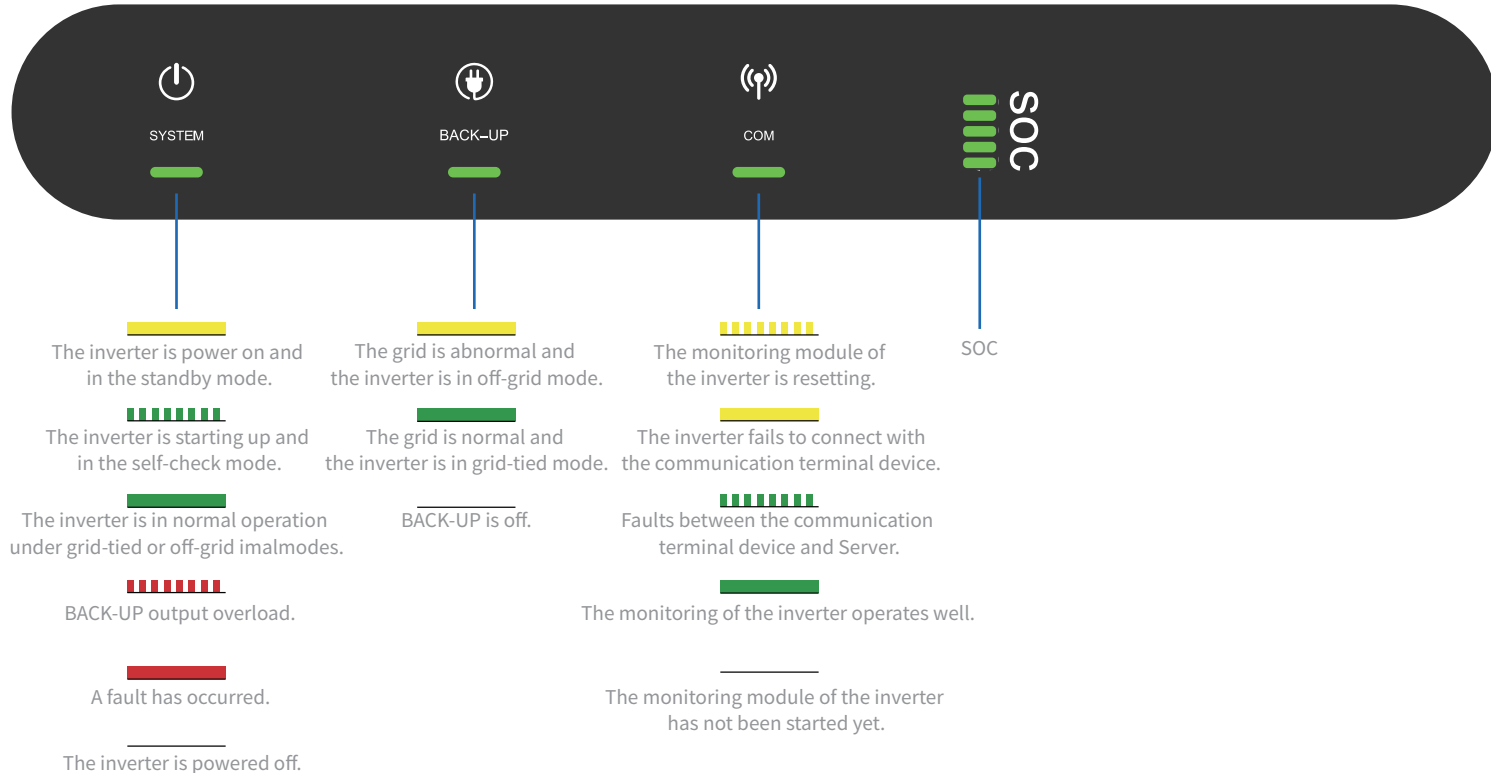 SYSTEM
BACK-UP
COM
SOC
The inverter is power on and
in the standby mode.
The inverter is starting up and
in the self-check mode.
The inverter is in normal operation
under grid-tied or off-grid imalmodes.
BACK-UP output overload.
A fault has occurred.
The inverter is powered off.
The grid is abnormal and
the inverter is in off-grid mode.
The grid is normal and
the inverter is in grid-tied mode.
BACK-UP is off.
The monitoring module of
the inverter is resetting.
The inverter fails to connect with
the communication terminal device.
Faults between the communication
terminal device and Server.
The monitoring of the inverter operates well.
The monitoring module of the inverter
has not been started yet.
SOC